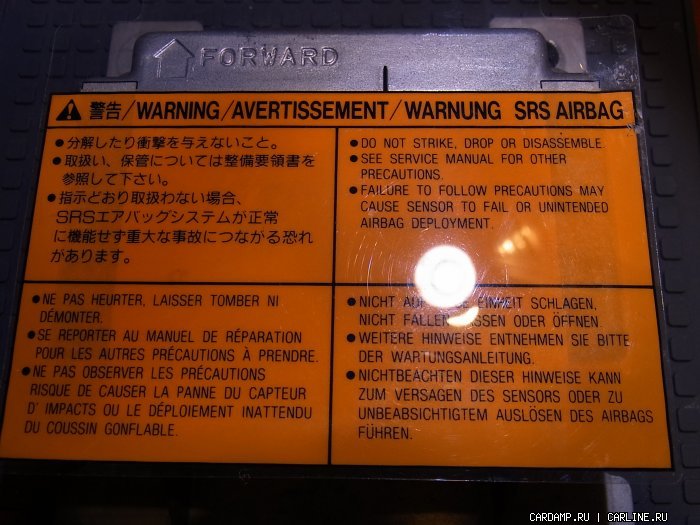 FORWARD
警告/WARNING/AVERTISSEMENT/WARNUNG SRS AIRBAG
●分解したり衝撃を与えないこと。
●取扱い、保管については整備要領書を
参照して下さい。
●指示どおり取扱わない場合、
SRSエアバッグシステムが正常
に機能せず重大な事故につながる恐れ
があります。
●DO NOT STRIKE, DROP OR DISASSEMBLE.
●SEE SERVICE MANUAL FOR OTHER
PRECAUTIONS.
●FAILURE TO FOLLOW PRECAUTIONS MAY
CAUSE SENSOR TO FAIL OR UNINTENDED
AIRBAG DEPLOYMENT.
●NE PAS HEURTER, LAISSER TOMBER NI
DÉMONTER.
●SE REPORTER AU MANUEL DE RÉPARATION
POUR LES AUTRES PRÉCAUTIONS À PRENDRE.
●NE PAS OBSERVER LES PRÉCAUTIONS
RISQUE DE CAUSER LA PANNE DU CAPTEUR
D' IMPACTS OU LE DÉPLOIEMENT INATTENDU
DU COUSSIN GONFLABLE.
●NICHT EINHEIT SCHLAGEN,
NICHT FALLEN LASSEN ODER ÖFFNEN.
●WEITERE HINWEISE ENTNEHMEN SIE BITTE
DER WARTUNGSANLEITUNG.
●NICHTBEACHTEN DIESER HINWEISE KANN
ZUM VERSAGEN DES SENSORS ODER ZU
UNBEABSICHTIGTEM AUSLÖSEN DES AIRBAGS
FÜHREN.
CARDAMP.RU | CARLINE.RU